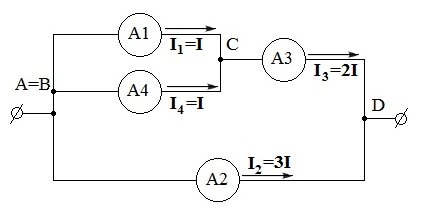 A1
I₁=I
C
A3
I₃=2I
A=B
A4
I₄=I
D
I₂=3I
A2